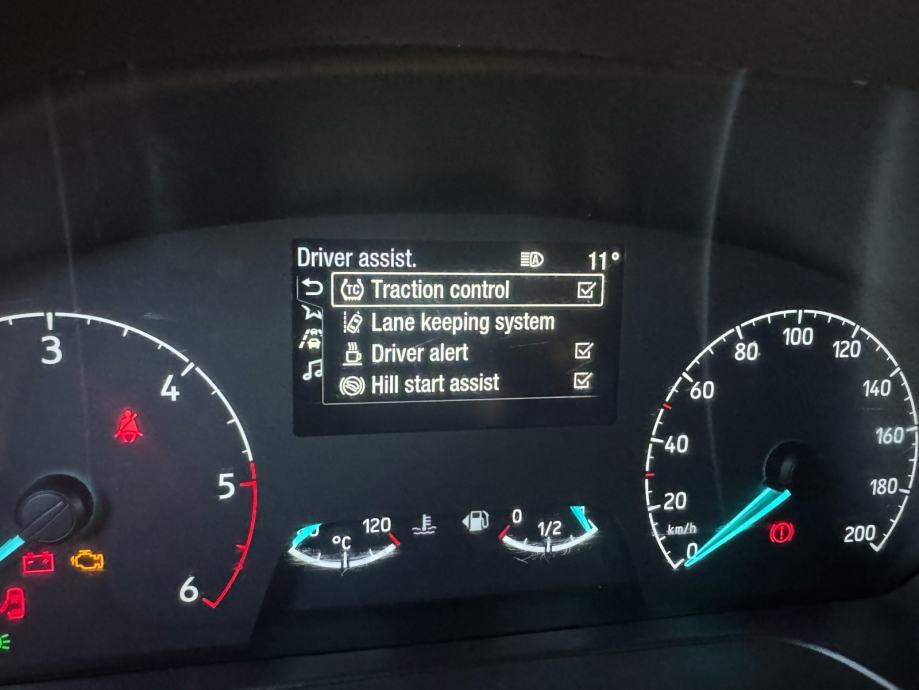 Driver assist. A 11°
TC Traction control
Lane keeping system
Driver alert
Hill start assist
3
4
5
6
°C
120
0
1/2
0
20
40
60
80
100
120
140
160
180
200
km/h